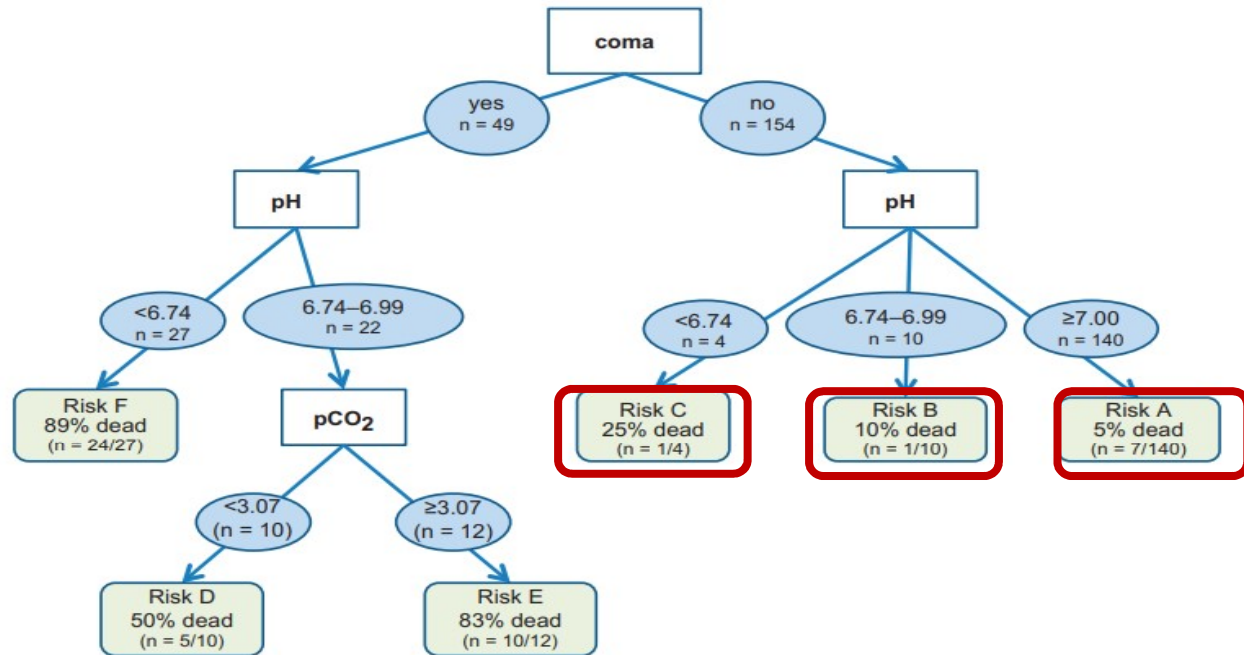 coma
yes
n = 49
no
n = 154
pH
pH
<6.74
n = 27
6.74–6.99
n = 22
<6.74
n = 4
6.74–6.99
n = 10
≥7.00
n = 140
Risk F
89% dead
(n = 24/27)
pCO2
Risk C
25% dead
(n = 1/4)
Risk B
10% dead
(n = 1/10)
Risk A
5% dead
(n = 7/140)
<3.07
(n = 10)
≥3.07
(n = 12)
Risk D
50% dead
(n = 5/10)
Risk E
83% dead
(n = 10/12)